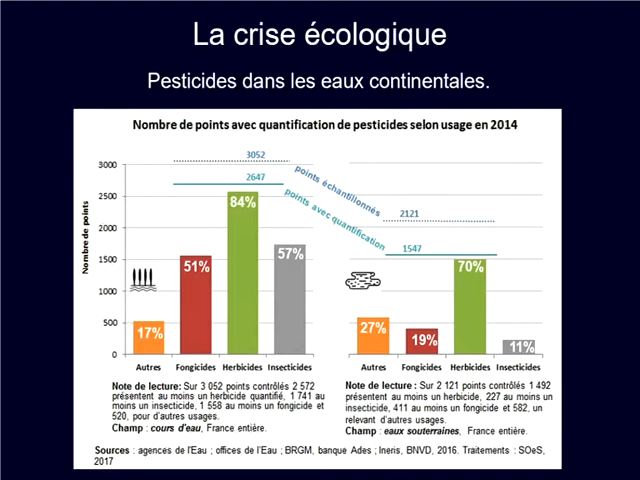 La crise écologique
Pesticides dans les eaux continentales.
Nombre de points avec quantification de pesticides selon usage en 2014
Nombre de points
3000
2500
2000
1500
1000
500
0
3052
2647
points échantillonnés
points avec quantification
17%
51%
84%
57%
Autres Fongicides Herbicides Insecticides
2121
1547
27%
19%
70%
11%
Autres Fongicides Herbicides Insecticides
Note de lecture: Sur 3 052 points contrôlés 2 572
présentent au moins un herbicide quantifié, 1 741 au
moins un insecticide, 1 558 au moins un fongicide et
520, pour d'autres usages.
Champ : cours d'eau, France entière.
Note de lecture : Sur 2 121 points contrôlés 1 492
présentent au moins un herbicide, 227 au moins un
insecticide, 411 au moins un fongicide et 582, un
relevant d'autres usages.
Champ : eaux souterraines, France entière.
Sources : agences de l'Eau ; offices de l'Eau ; BRGM, banque Ades ; Ineris, BNVD, 2016. Traitements : SOeS,
2017